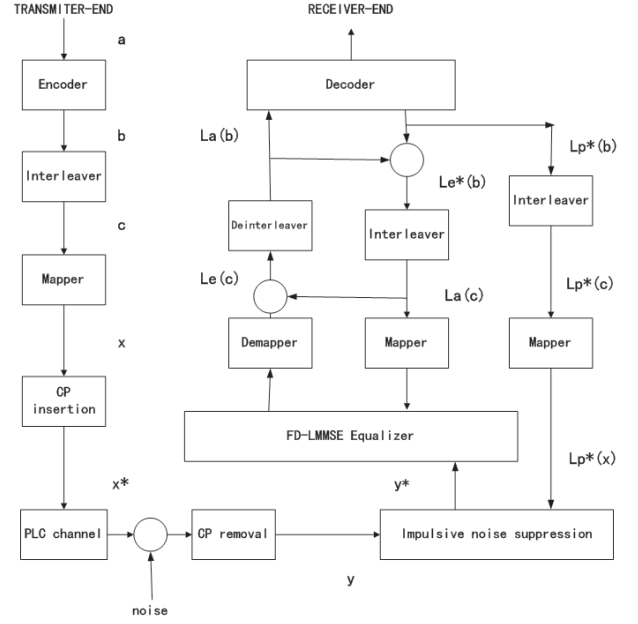 TRANSMITER-END
RECEIVER-END
a
Encoder
Decoder
b
La(b)
Lp*(b)
Le*(b)
Interleaver
Interleaver
c
Deinterleaver
Interleaver
Le(c)
La(c)
Lp*(c)
Mapper
x
Demapper
Mapper
Mapper
CP
insertion
FD-LMMSE Equalizer
x*
y*
Lp*(x)
PLC channel
CP removal
Impulsive noise suppression
y
noise